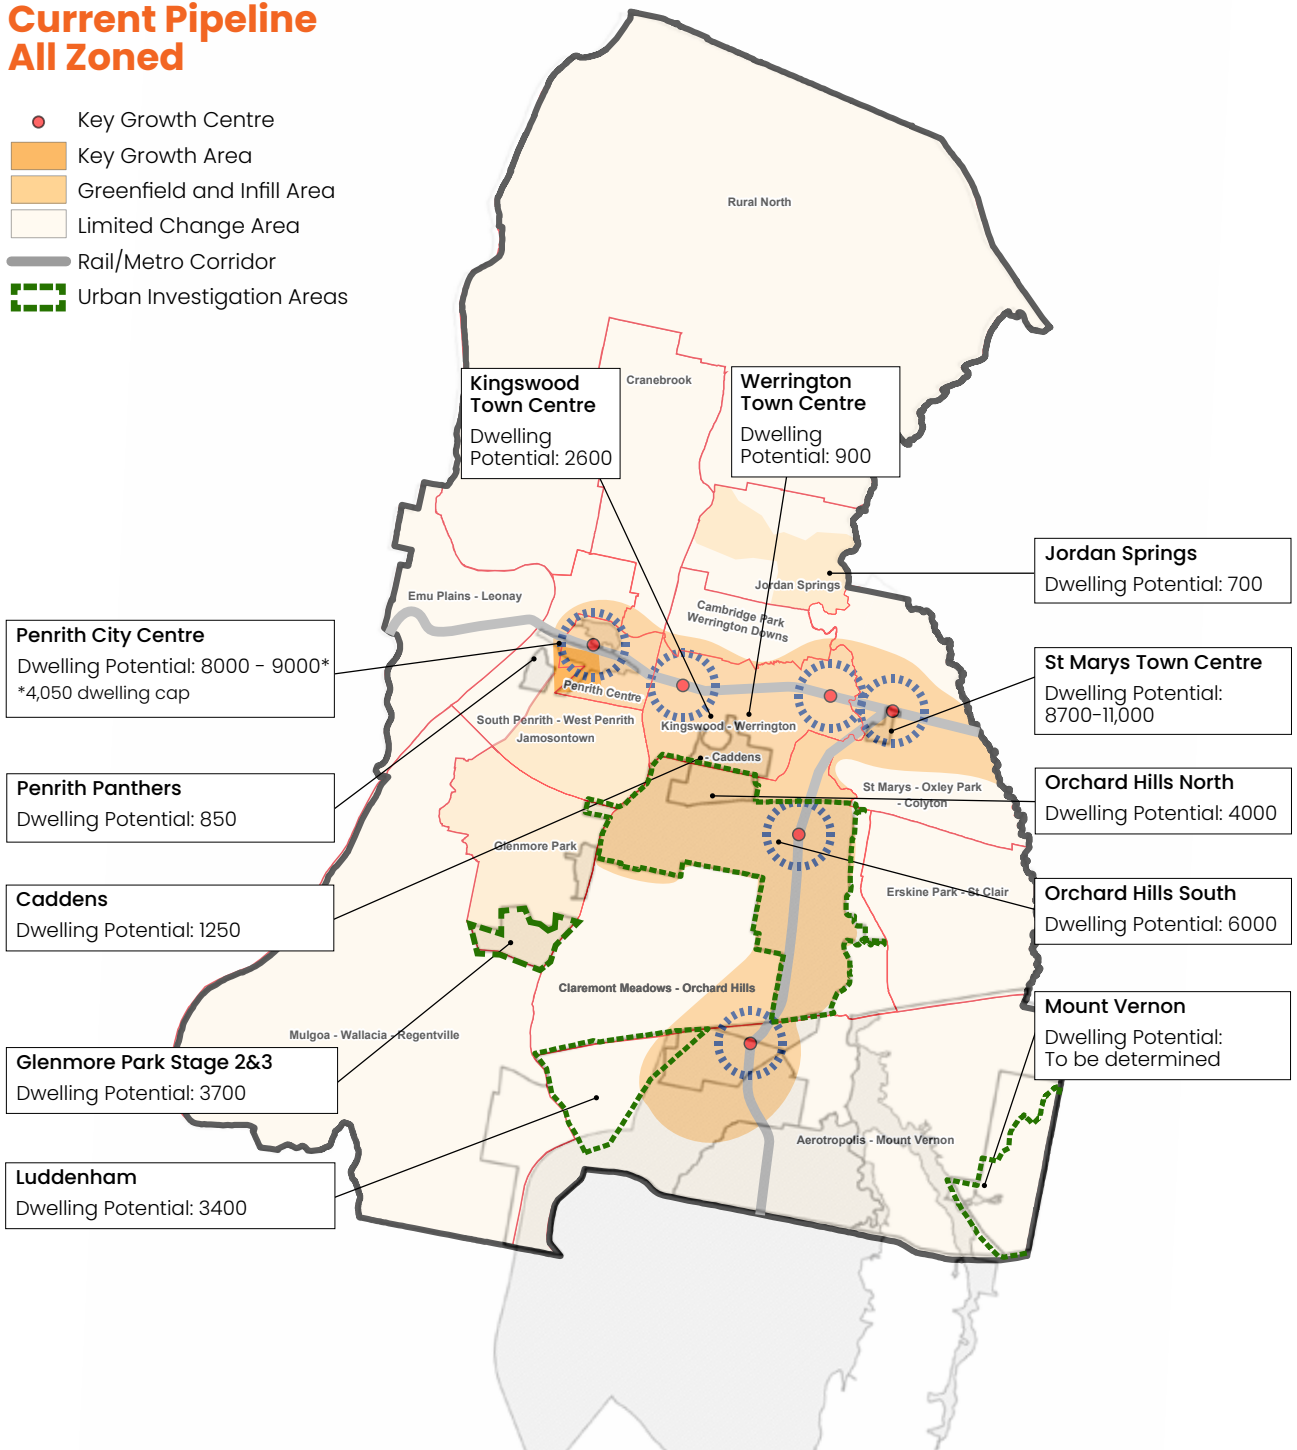 Current Pipeline
All Zoned
Key Growth Centre
Key Growth Area
Greenfield and Infill Area
Limited Change Area
Rail/Metro Corridor
Urban Investigation Areas
Rural North
Cranebrook
Kingswood
Town Centre
Dwelling
Potential: 2600
Werrington
Town Centre
Dwelling
Potential: 900
Jordan Springs
Dwelling Potential: 700
Jordan Springs
Emu Plains - Leonay
Cambridge Park
Werrington Downs
Penrith City Centre
Dwelling Potential: 8000 - 9000*
*4,050 dwelling cap
St Marys Town Centre
Dwelling Potential:
8700-11,000
Penrith Centre
South Penrith - West Penrith
Jamosontown
Kingswood - Werrington
- Caddens
Penrith Panthers
Dwelling Potential: 850
St Marys - Oxley Park
- Colyton
Orchard Hills North
Dwelling Potential: 4000
Glenmore Park
Caddens
Dwelling Potential: 1250
Erskine Park - St Clair
Orchard Hills South
Dwelling Potential: 6000
Claremont Meadows - Orchard Hills
Mulgoa - Wallacia - Regentville
Mount Vernon
Dwelling Potential:
To be determined
Glenmore Park Stage 2&3
Dwelling Potential: 3700
Aerotropolis - Mount Vernon
Luddenham
Dwelling Potential: 3400